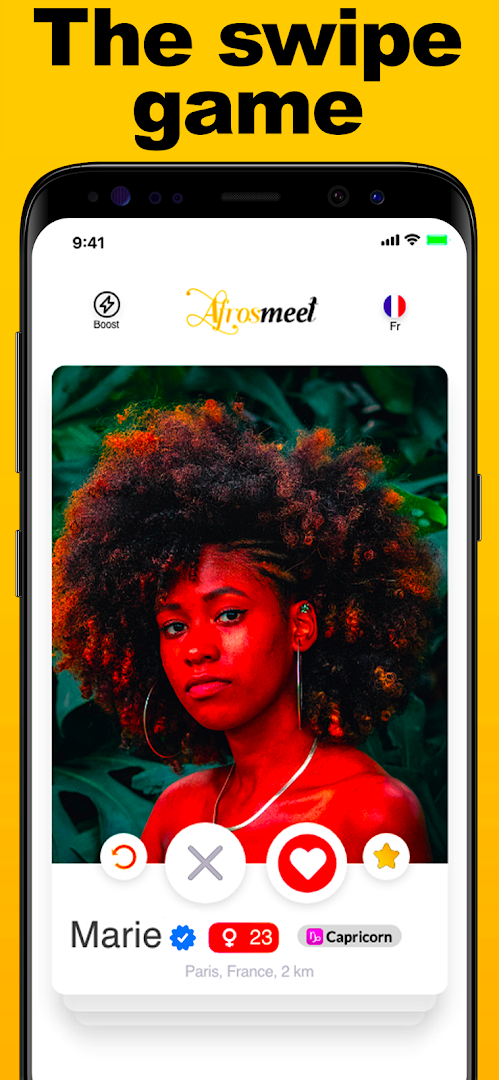 The swipe
game
9:41
Boost
Afrosmeet
Fr
Marie
23
Capricorn
Paris, France, 2 km